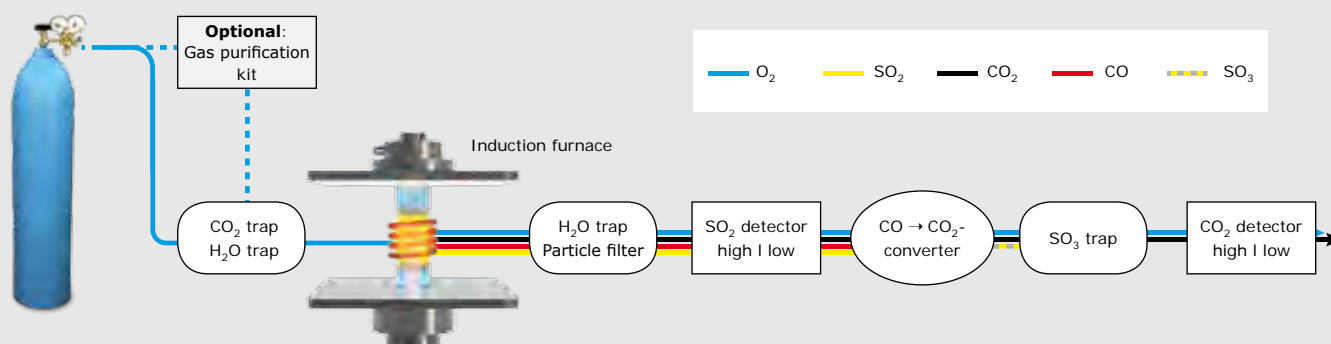 Optional:
Gas purification
kit
O₂
SO₂
CO₂
CO
SO₃
Induction furnace
CO₂ trap
H₂O trap
H₂O trap
Particle filter
SO₂ detector
high I low
CO → CO₂-
converter
SO₃ trap
CO₂ detector
high I low